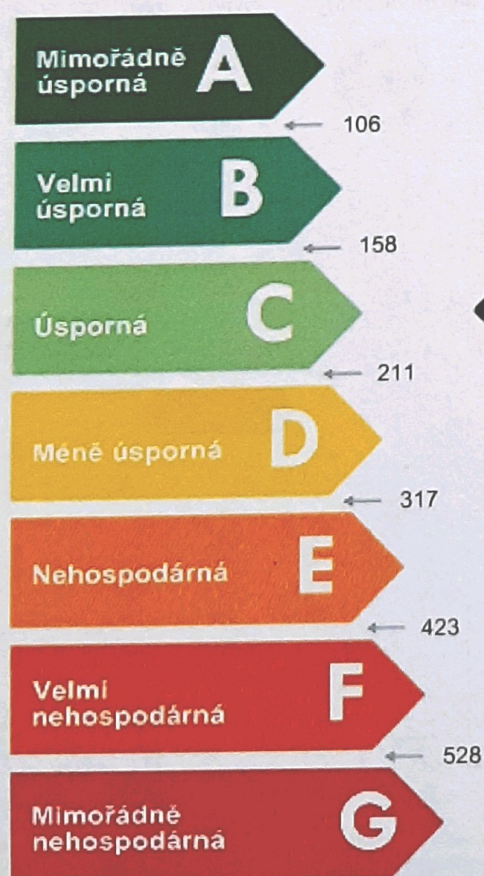 Mimořádně
úsporná
A
106
Velmi
úsporná
B
158
Úsporná
C
211
Méně úsporná
D
317
Nehospodárná
E
423
Velmi
nehospodárná
F
528
Mimořádně
nehospodárná
G